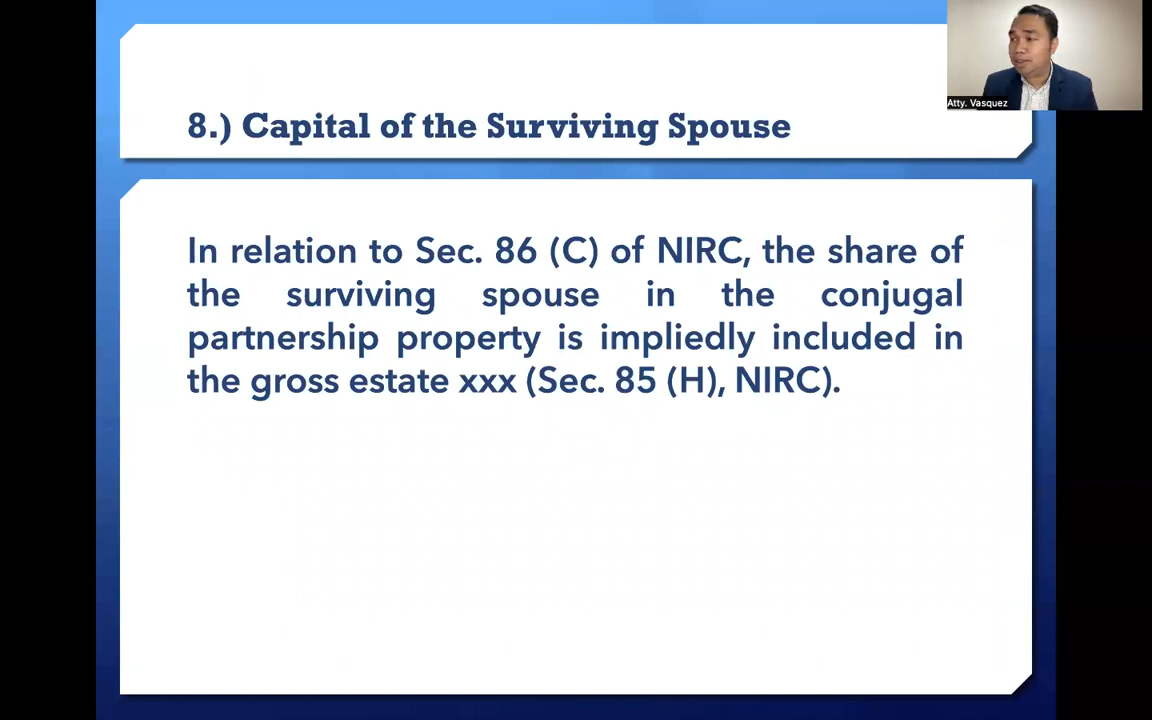 8.) Capital of the Surviving Spouse
Atty. Vasquez
In relation to Sec. 86 (C) of NIRC, the share of
the surviving spouse in the conjugal
partnership property is impliedly included in
the gross estate xxx (Sec. 85 (H), NIRC).